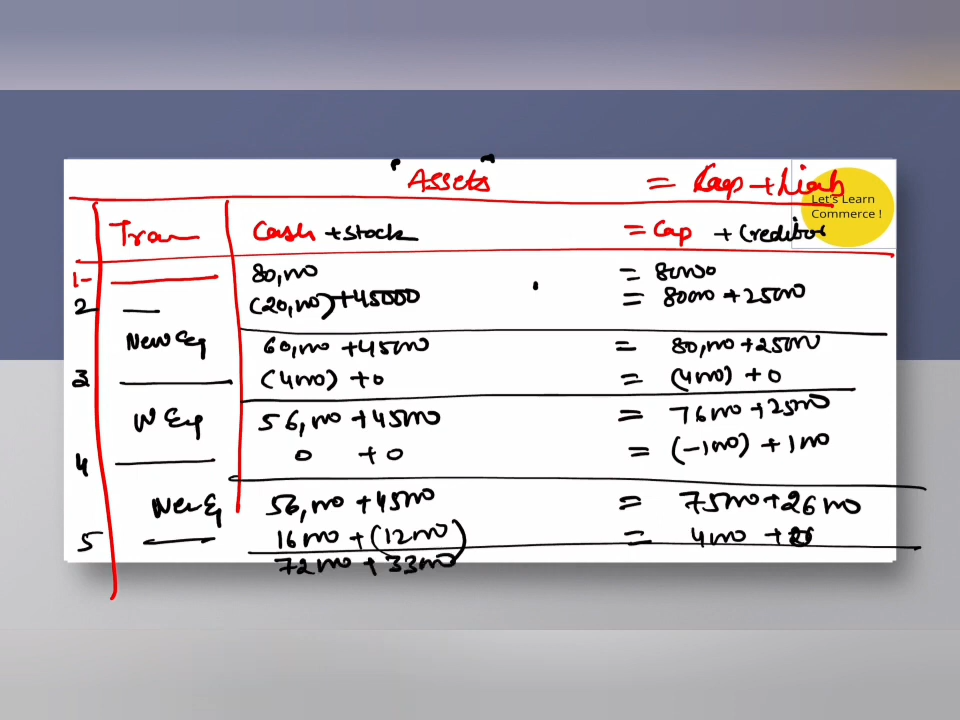 Assets = Cap + Liab
Let's Learn
Commerce !
Tran Cash + Stock = Cap + Creditor
1- 80,000 = 80000
2 (20,000) + 45000 = 80000 + 25000
New Eq 60,000 + 45000 = 80,000 + 25000
3 (4000) + 0 = (4000) + 0
N Eq 56,000 + 45000 = 76000 + 25000
4 0 + 0 = (-1000) + 1000
New Eq 56,000 + 45000 = 75000 + 26000
5 16000 + (12000) = 4000 +
72000 + 33000